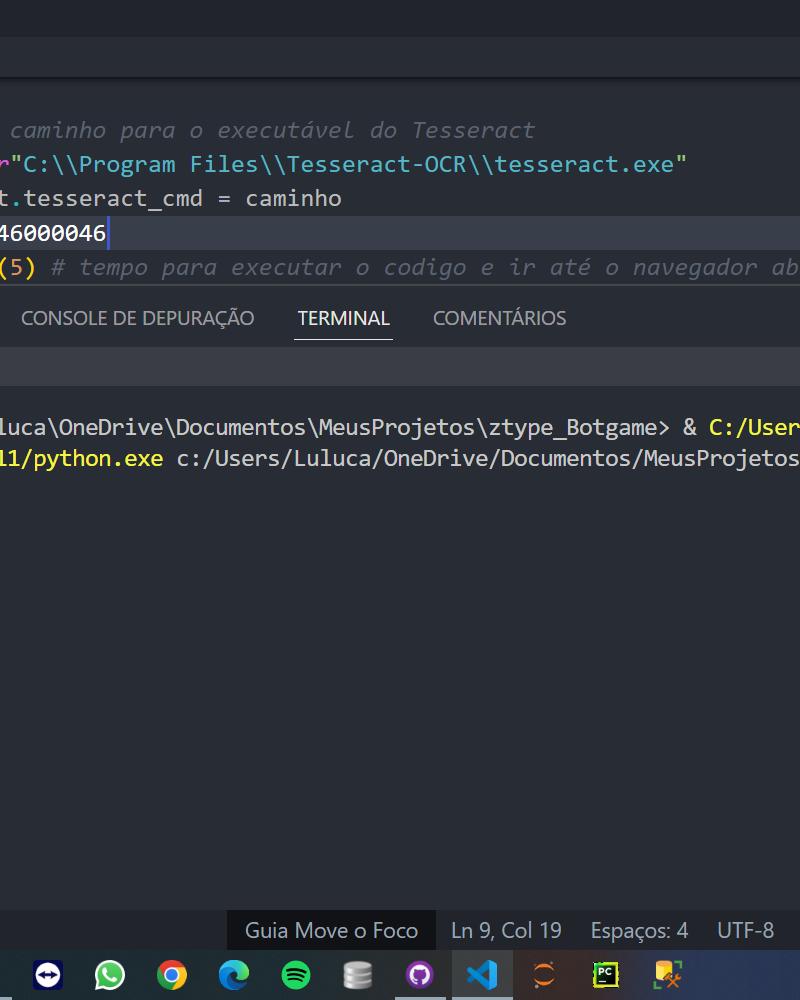 caminho para o executável do Tesseract
r"C:\\Program Files\\Tesseract-OCR\\tesseract.exe"
t.tesseract_cmd = caminho
46000046
(5) # tempo para executar o codigo e ir até o navegador ab
CONSOLE DE DEPURAÇÃO TERMINAL COMENTÁRIOS
luca\OneDrive\Documentos\MeusProjetos\ztype_Botgame> & C:/User
11/python.exe c:/Users/Luluca/OneDrive/Documentos/MeusProjetos
Guia Move o Foco Ln 9, Col 19 Espaços: 4 UTF-8
PC